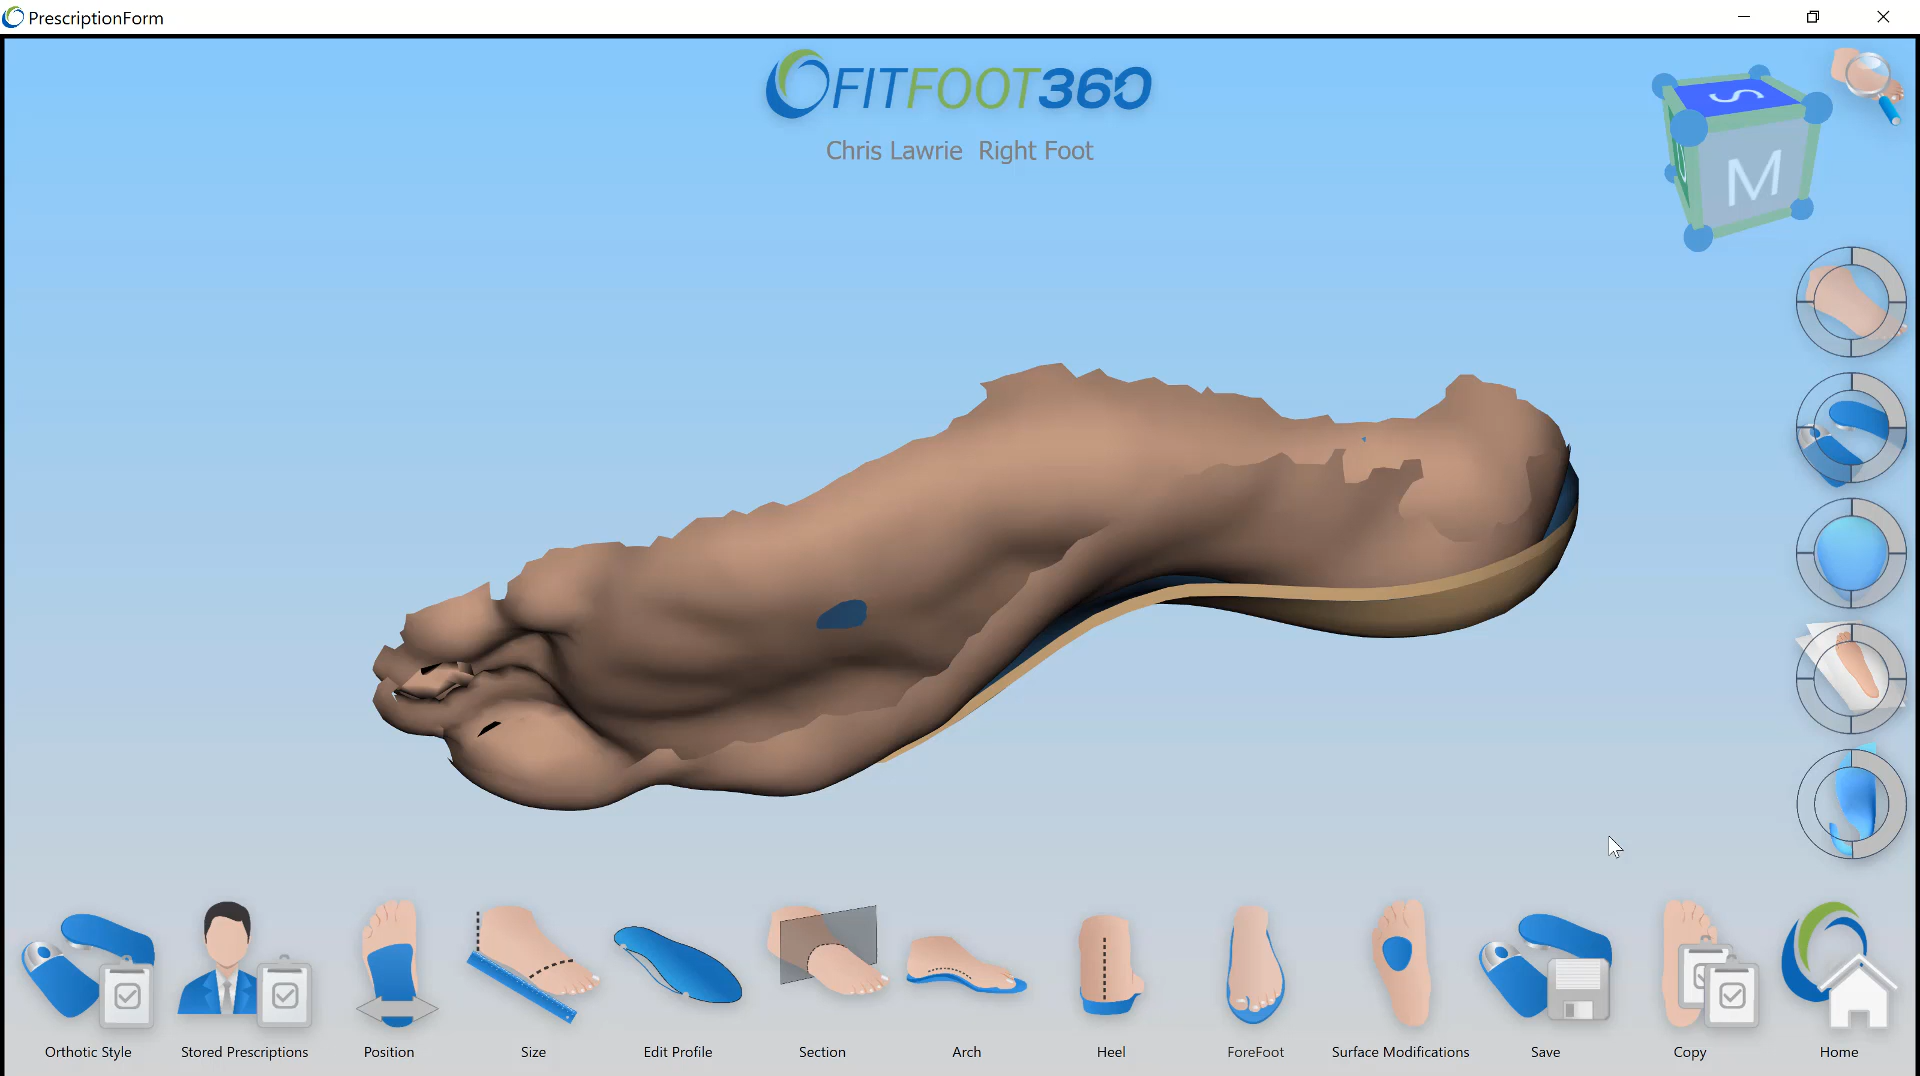 PrescriptionForm
FITFOOT360
Chris Lawrie Right Foot
S
M
Orthotic Style
Stored Prescriptions
Position
Size
Edit Profile
Section
Arch
Heel
ForeFoot
Surface Modifications
Save
Copy
Home